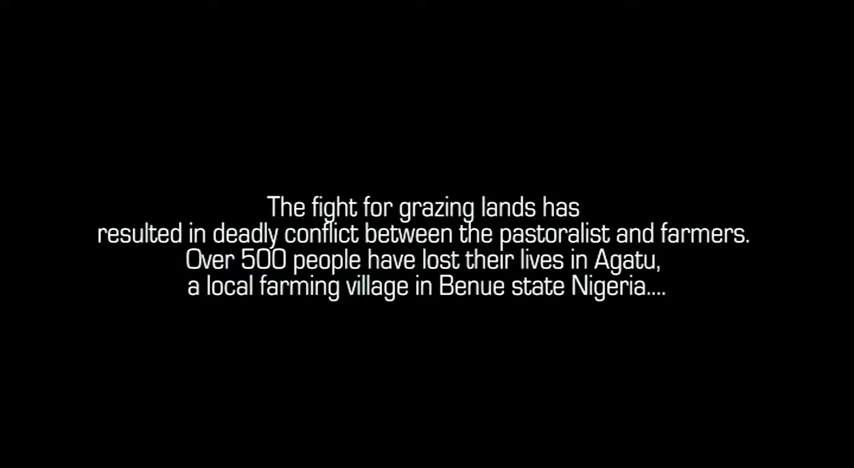 The fight for grazing lands has
resulted in deadly conflict between the pastoralist and farmers.
Over 500 people have lost their lives in Agatu,
a local farming village in Benue state Nigeria....